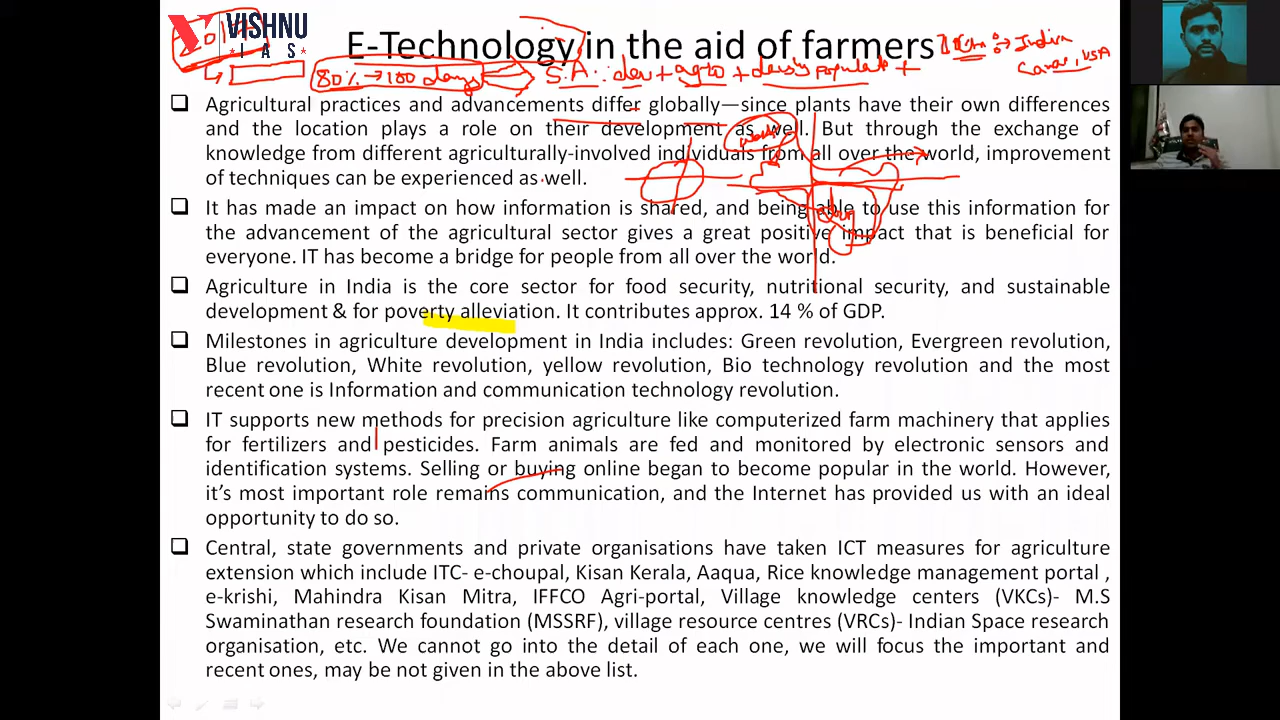 VISHNU
IAS
E-Technology in the aid of farmers
India
80% → 180 days
S.A.
❑ Agricultural practices and advancements differ globally—since plants have their own differences
and the location plays a role on their development as well. But through the exchange of
knowledge from different agriculturally-involved individuals from all over the world, improvement
of techniques can be experienced as well.
❑ It has made an impact on how information is shared, and being able to use this information for
the advancement of the agricultural sector gives a great positive impact that is beneficial for
everyone. IT has become a bridge for people from all over the world.
❑ Agriculture in India is the core sector for food security, nutritional security, and sustainable
development & for poverty alleviation. It contributes approx. 14 % of GDP.
❑ Milestones in agriculture development in India includes: Green revolution, Evergreen revolution,
Blue revolution, White revolution, yellow revolution, Bio technology revolution and the most
recent one is Information and communication technology revolution.
❑ IT supports new methods for precision agriculture like computerized farm machinery that applies
for fertilizers and pesticides. Farm animals are fed and monitored by electronic sensors and
identification systems. Selling or buying online began to become popular in the world. However,
it's most important role remains communication, and the Internet has provided us with an ideal
opportunity to do so.
❑ Central, state governments and private organisations have taken ICT measures for agriculture
extension which include ITC- e-choupal, Kisan Kerala, Aaqua, Rice knowledge management portal ,
e-krishi, Mahindra Kisan Mitra, IFFCO Agri-portal, Village knowledge centers (VKCs)- M.S
Swaminathan research foundation (MSSRF), village resource centres (VRCs)- Indian Space research
organisation, etc. We cannot go into the detail of each one, we will focus the important and
recent ones, may be not given in the above list.